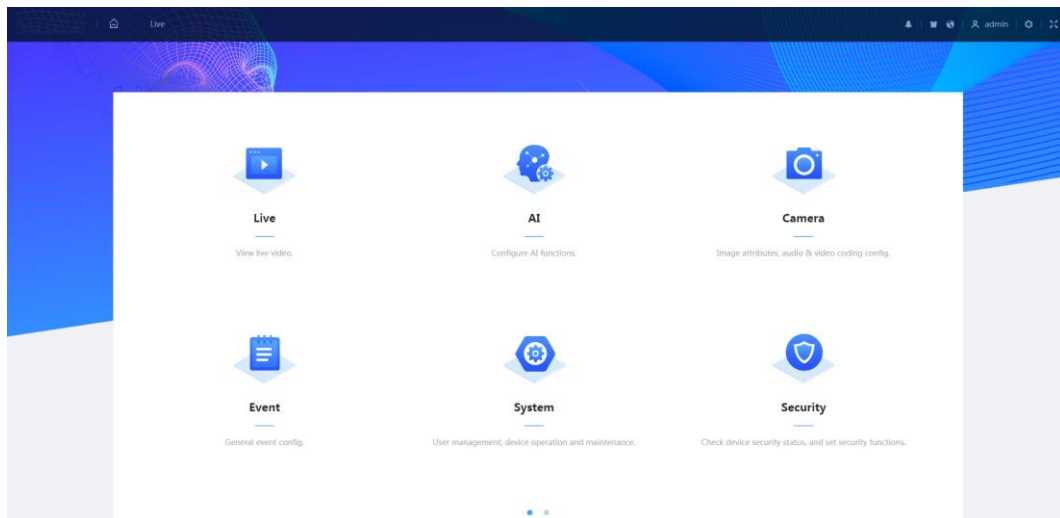 Live
admin
Live
AI
Camera
View live video.
Configure AI functions.
Image attributes, audio & video coding config.
Event
System
Security
General event config.
User management, device operation and maintenance.
Check device security status, and set security functions.